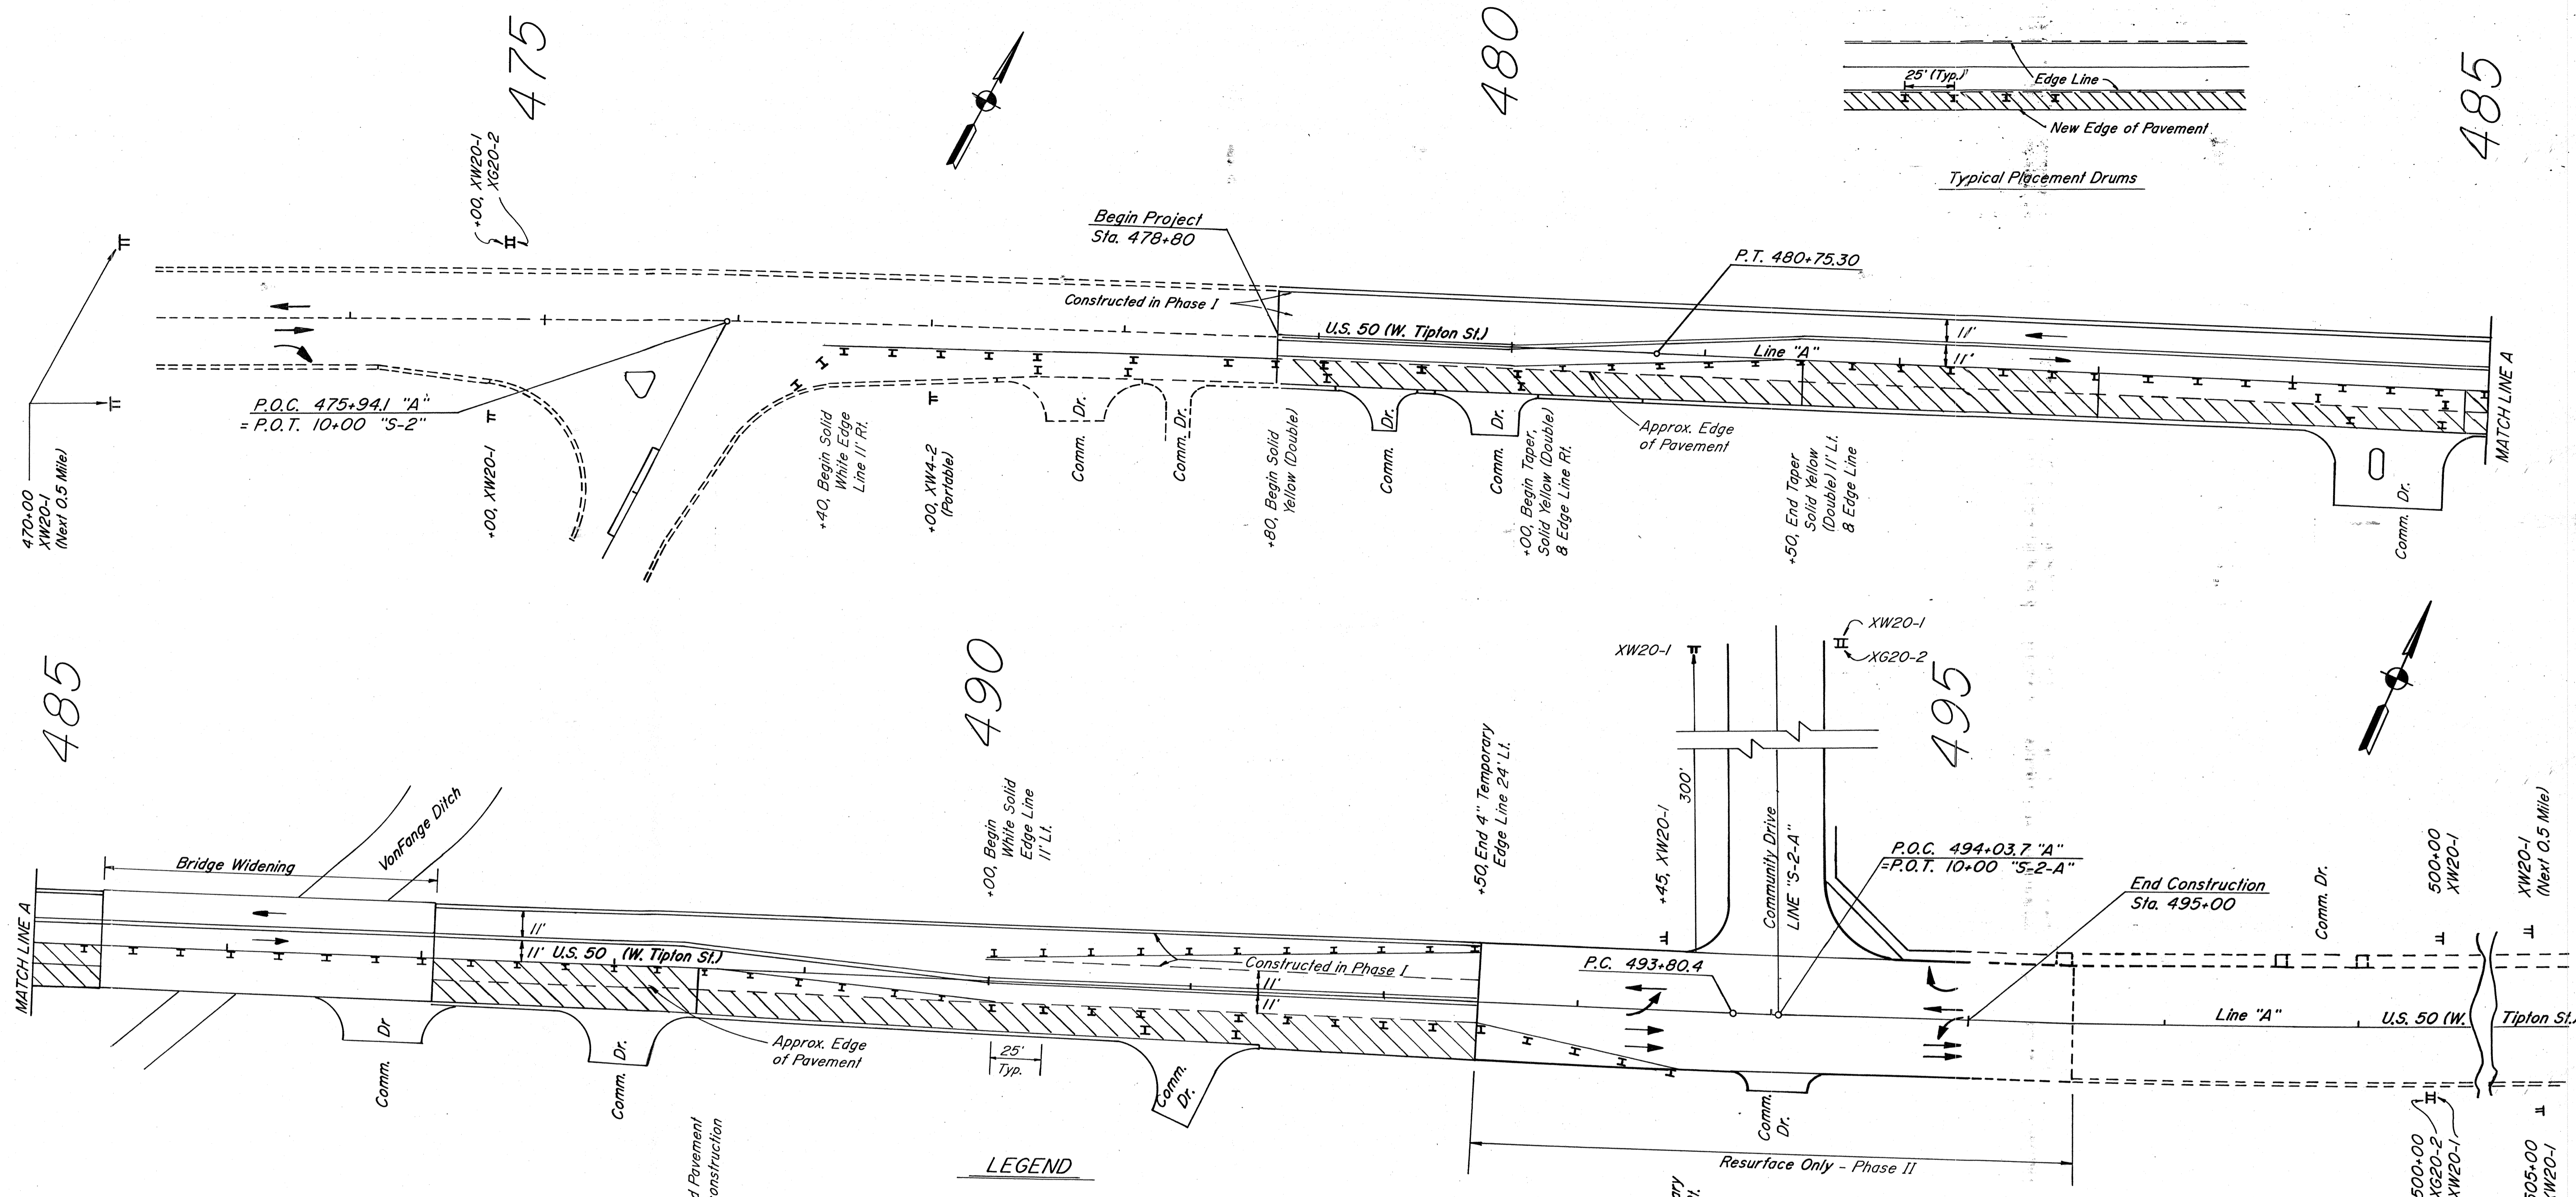 475
480
485
+00, XW20-1
XG20-2
25' (Typ.)
Edge Line
New Edge of Pavement
Typical Placement Drums
Begin Project
Sta. 478+80
P.T. 480+75.30
Constructed in Phase I
U.S. 50 (W. Tipton St.)
Line "A"
11'
11'
MATCH LINE A
P.O.C. 475+94.1 "A"
= P.O.T. 10+00 "S-2"
Approx. Edge
of Pavement
470+00
XW20-1
(Next 0.5 Mile)
+00, XW20-1
+40, Begin Solid
White Edge
Line 11' Rt.
+00, XW4-2
(Portable)
Comm. Dr.
Comm. Dr.
+80, Begin Solid
Yellow (Double)
Comm. Dr.
Comm. Dr.
+00, Begin Taper,
Solid Yellow (Double)
& Edge Line Rt.
+50, End Taper
Solid Yellow
(Double) 11' Lt.
& Edge Line
Comm. Dr.
485
490
495
XW20-1
XW20-1
XG20-2
300'
VonFange Ditch
Bridge Widening
+00, Begin
White Solid
Edge Line
11' Lt.
+50, End 4" Temporary
Edge Line 24' Lt.
+45, XW20-1
Community Drive
LINE "S-2-A"
P.O.C. 494+03.7 "A"
=P.O.T. 10+00 "S-2-A"
End Construction
Sta. 495+00
Comm. Dr.
500+00
XW20-1
XW20-1
(Next 0.5 Mile)
MATCH LINE A
11'
11'
U.S. 50 (W. Tipton St.)
Constructed in Phase I
11'
11'
P.C. 493+80.4
Line "A"
U.S. 50 (W. Tipton St.)
Approx. Edge
of Pavement
25'
Typ.
Comm. Dr
Comm. Dr.
Comm.
Dr.
Comm.
Dr.
Resurface Only - Phase II
LEGEND
Pavement
500+00
XG20-2
XW20-1
XW20-1